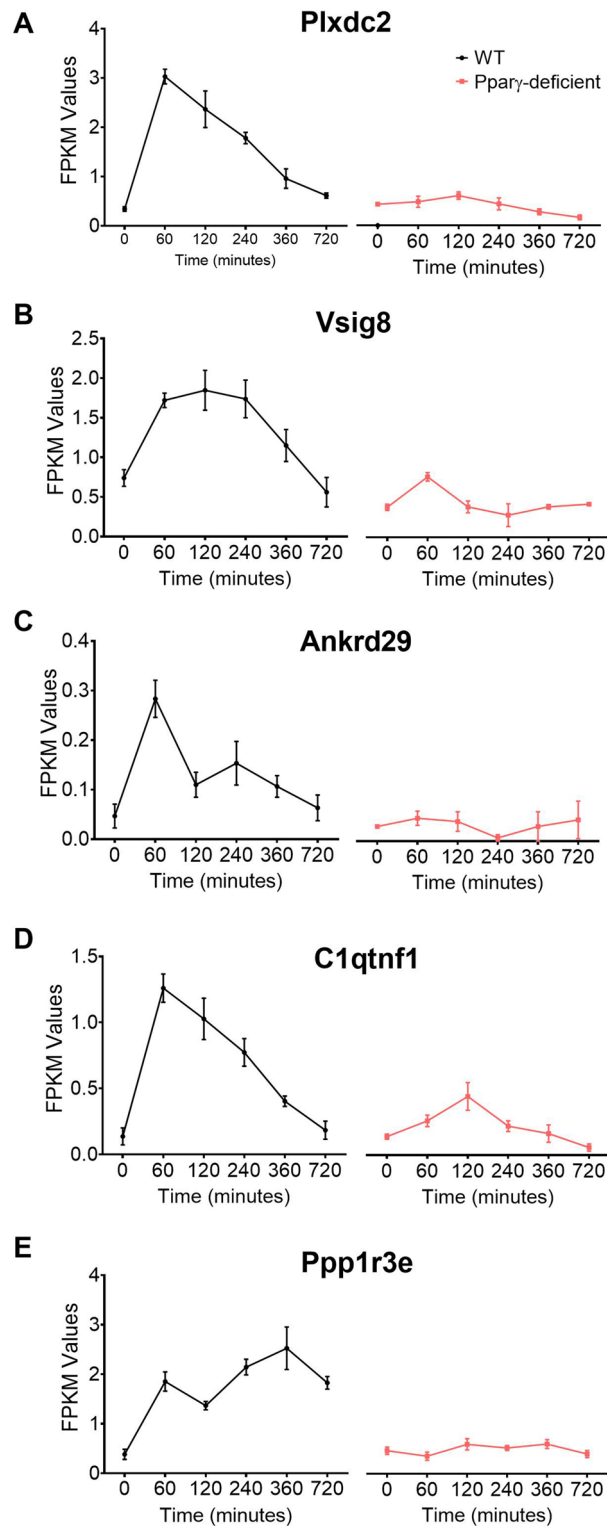 A
Plxdc2
WT
Pparγ-deficient
FPKM Values
4
3
2
1
0
0 60 120 240 360 720
0 60 120 240 360 720
Time (minutes)
Time (minutes)
B
Vsig8
FPKM Values
2.5
2.0
1.5
1.0
0.5
0.0
0 60 120 240 360 720
0 60 120 240 360 720
Time (minutes)
Time (minutes)
C
Ankrd29
FPKM Values
0.4
0.3
0.2
0.1
0.0
0 60 120 240 360 720
0 60 120 240 360 720
Time (minutes)
Time (minutes)
D
C1qtnf1
FPKM Values
1.5
1.0
0.5
0.0
0 60 120 240 360 720
0 60 120 240 360 720
Time (minutes)
Time (minutes)
E
Ppp1r3e
FPKM Values
4
3
2
1
0
0 60 120 240 360 720
0 60 120 240 360 720
Time (minutes)
Time (minutes)